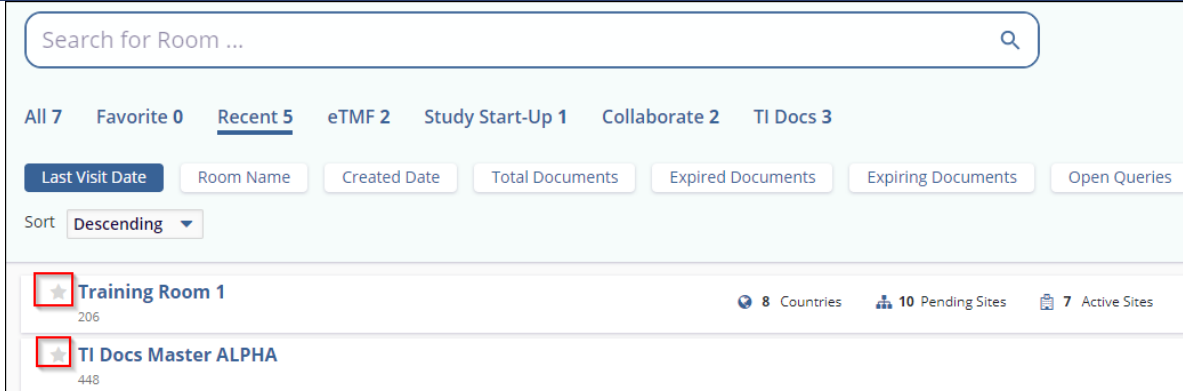 Search for Room ...
All 7 Favorite 0 Recent 5 eTMF 2 Study Start-Up 1 Collaborate 2 TI Docs 3
Last Visit Date Room Name Created Date Total Documents Expired Documents Expiring Documents Open Queries
Sort Descending
Training Room 1 8 Countries 10 Pending Sites 7 Active Sites
206
TI Docs Master ALPHA
448